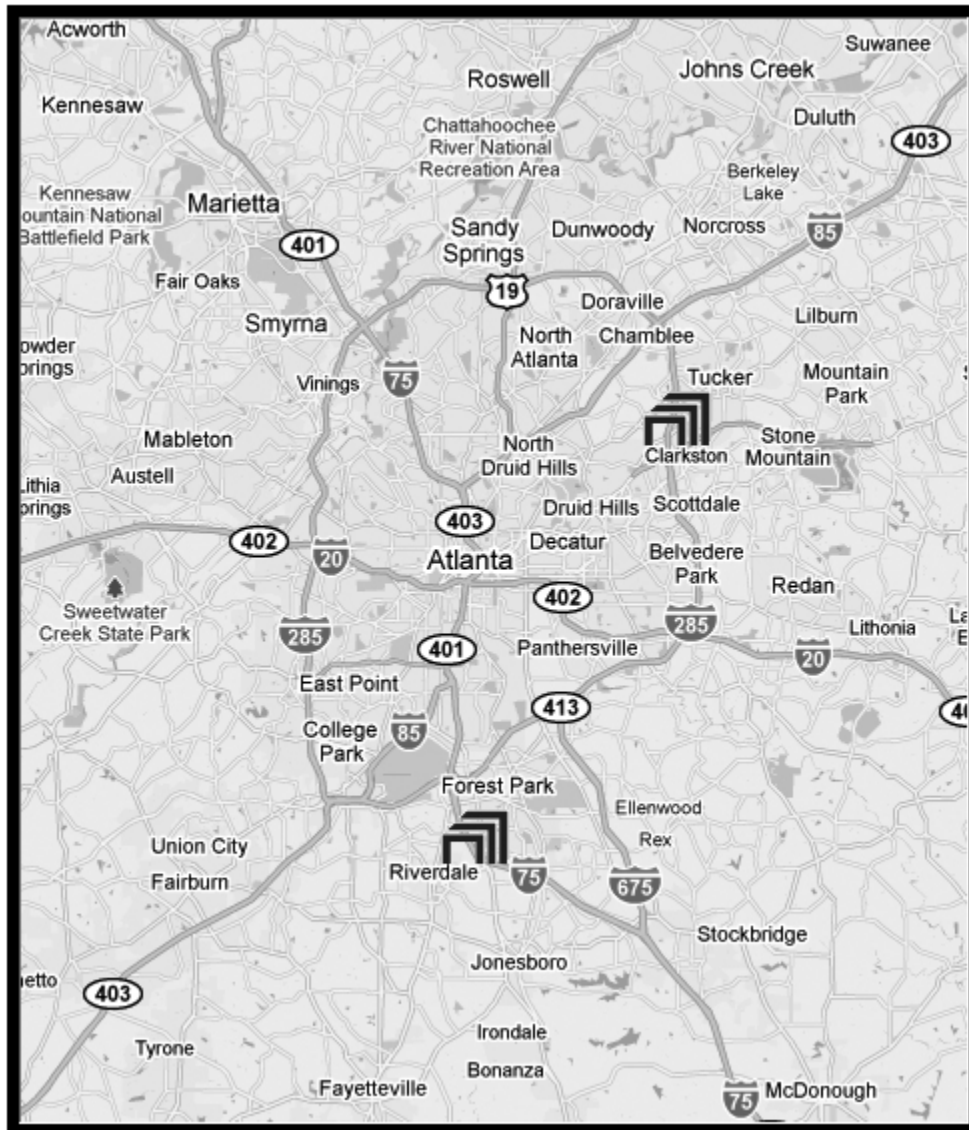 Acworth
Suwanee
Roswell
Johns Creek
Kennesaw
Duluth
Chattahoochee
River National
Recreation Area
403
Berkeley
Lake
Kennesaw
ountain National
Battlefield Park
Marietta
401
Sandy
Springs
Dunwoody
Norcross
85
Fair Oaks
19
Doraville
Smyrna
Lilburn
North
Atlanta
Chamblee
owder
prings
Vinings
75
Tucker
Mountain
Park
Mableton
North
Druid Hills
Clarkston
Stone
Mountain
Austell
Lithia
prings
Druid Hills
Scottdale
403
402
20
Atlanta
Decatur
Belvedere
Park
402
Redan
Sweetwater
Creek State Park
285
401
Panthersville
285
Lithonia
La
E
20
East Point
413
40
College
Park
85
Forest Park
Ellenwood
Rex
Union City
Fairburn
Riverdale
75
675
Stockbridge
Jonesboro
etto
403
Irondale
Tyrone
Bonanza
Fayetteville
75
McDonough